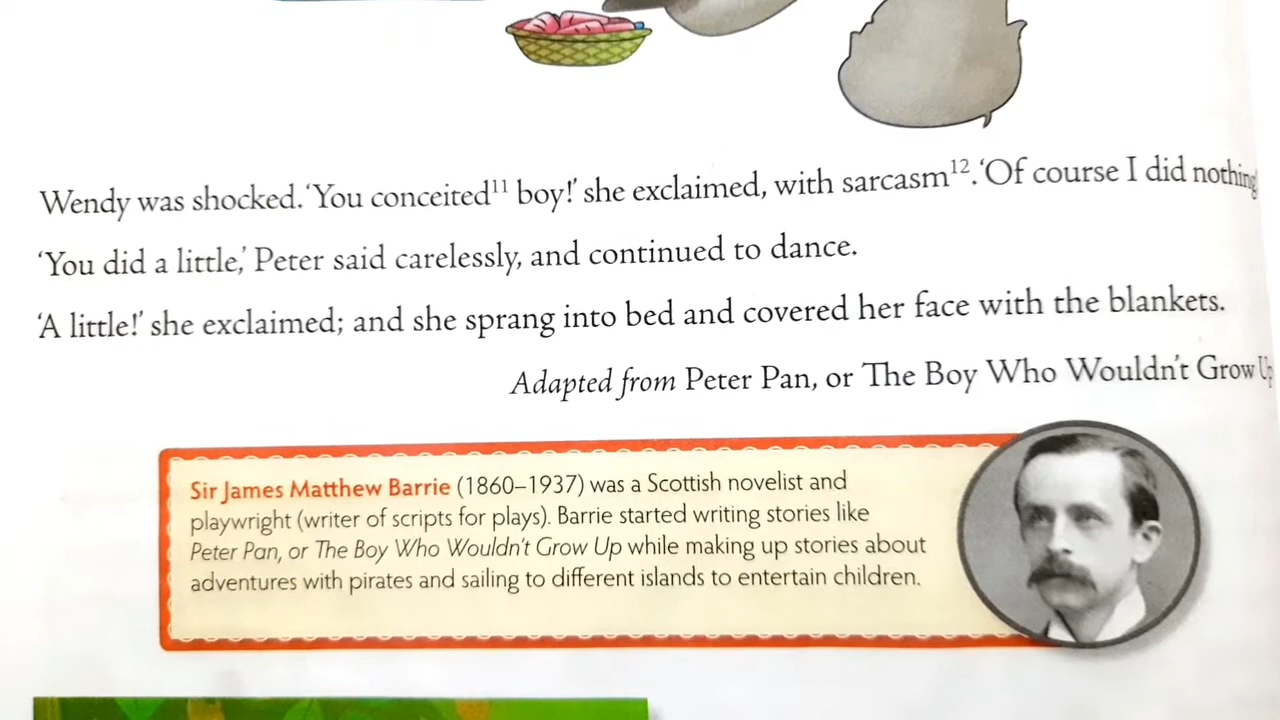 Wendy was shocked. ‘You conceited¹¹ boy!’ she exclaimed, with sarcasm¹². ‘Of course I did nothing!
‘You did a little,’ Peter said carelessly, and continued to dance.
‘A little!’ she exclaimed; and she sprang into bed and covered her face with the blankets.
Adapted from Peter Pan, or The Boy Who Wouldn’t Grow Up
Sir James Matthew Barrie (1860–1937) was a Scottish novelist and
playwright (writer of scripts for plays). Barrie started writing stories like
Peter Pan, or The Boy Who Wouldn’t Grow Up while making up stories about
adventures with pirates and sailing to different islands to entertain children.